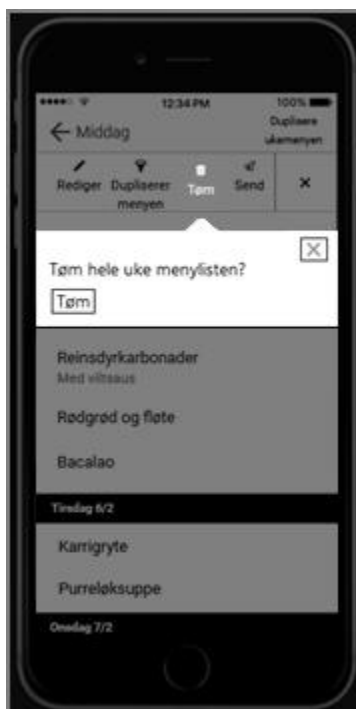 12:34 PM 100%
← Middag
Duplisere
ukemenyen
Rediger Dupliserer Tøm Send ×
menyen
Tøm hele uke menylisten?
Tøm
Reinsdyrkarbonader
Med viltsaus
Rødgrød og fløte
Bacalao
Tirsdag 6/2
Karrigryte
Purreløksuppe
Onsdag 7/2